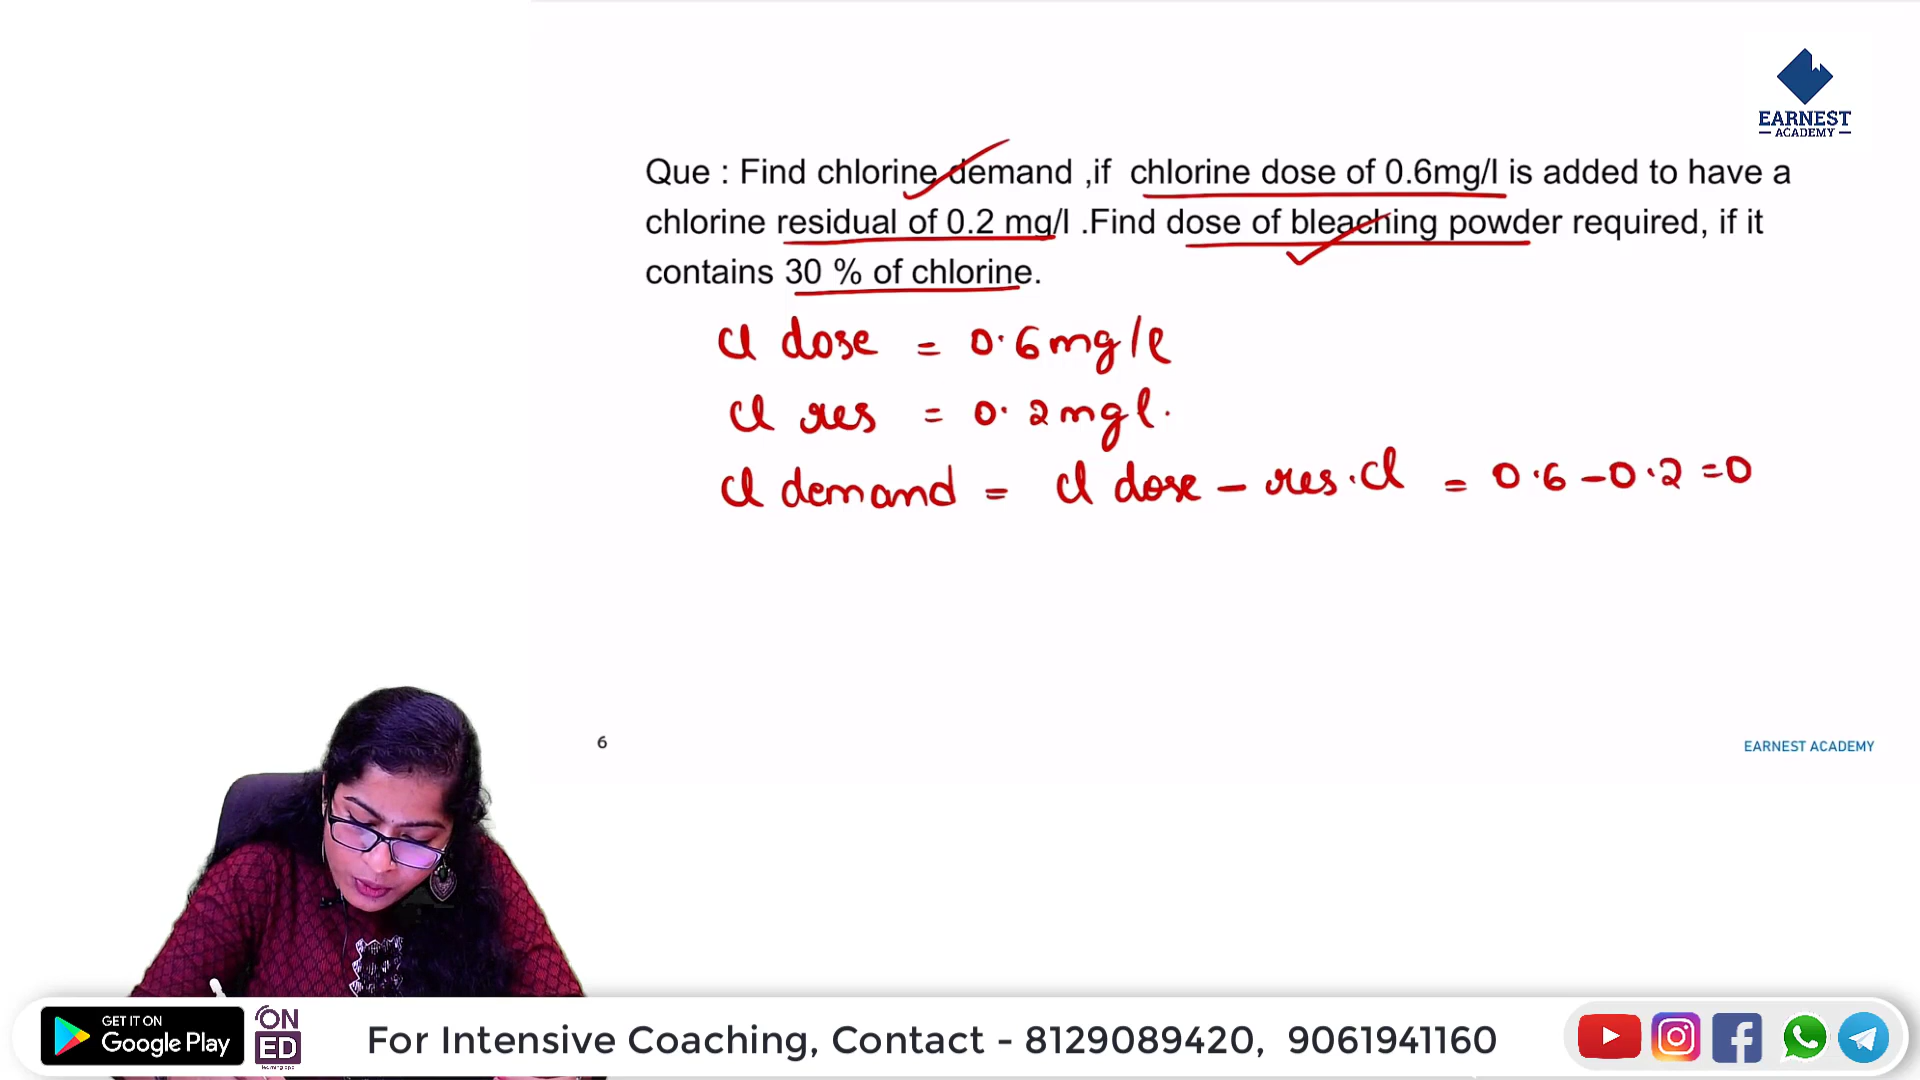 EARNEST
ACADEMY
Que : Find chlorine demand ,if chlorine dose of 0.6mg/l is added to have a
chlorine residual of 0.2 mg/l .Find dose of bleaching powder required, if it
contains 30 % of chlorine.
Cl dose = 0.6mg/l
Cl res = 0.2mgl.
Cl demand = Cl dose - res.Cl = 0.6-0.2=0
6
EARNEST ACADEMY
GET IT ON
Google Play
ON
ED
learning app
For Intensive Coaching, Contact - 8129089420, 9061941160